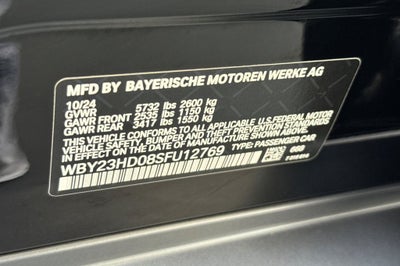 MFD BY BAYERISCHE MOTOREN WERKE AG
10/24 5732 lbs 2600 kg
GVWR
GAWR FRONT 2535 lbs 1150 kg
GAWR REAR 3417 lbs 1550 kg
THIS VEHICLE CONFORMS TO ALL APPLICABLE U.S. FEDERAL MOTOR
VEHICLE SAFETY, BUMPER, AND THEFT PREVENTION STANDARDS
IN EFFECT ON THE DATE OF MANUFACTURE SHOWN ABOVE.
WBY23HD08SFU12769 TYPE: PASSENGER CAR
668